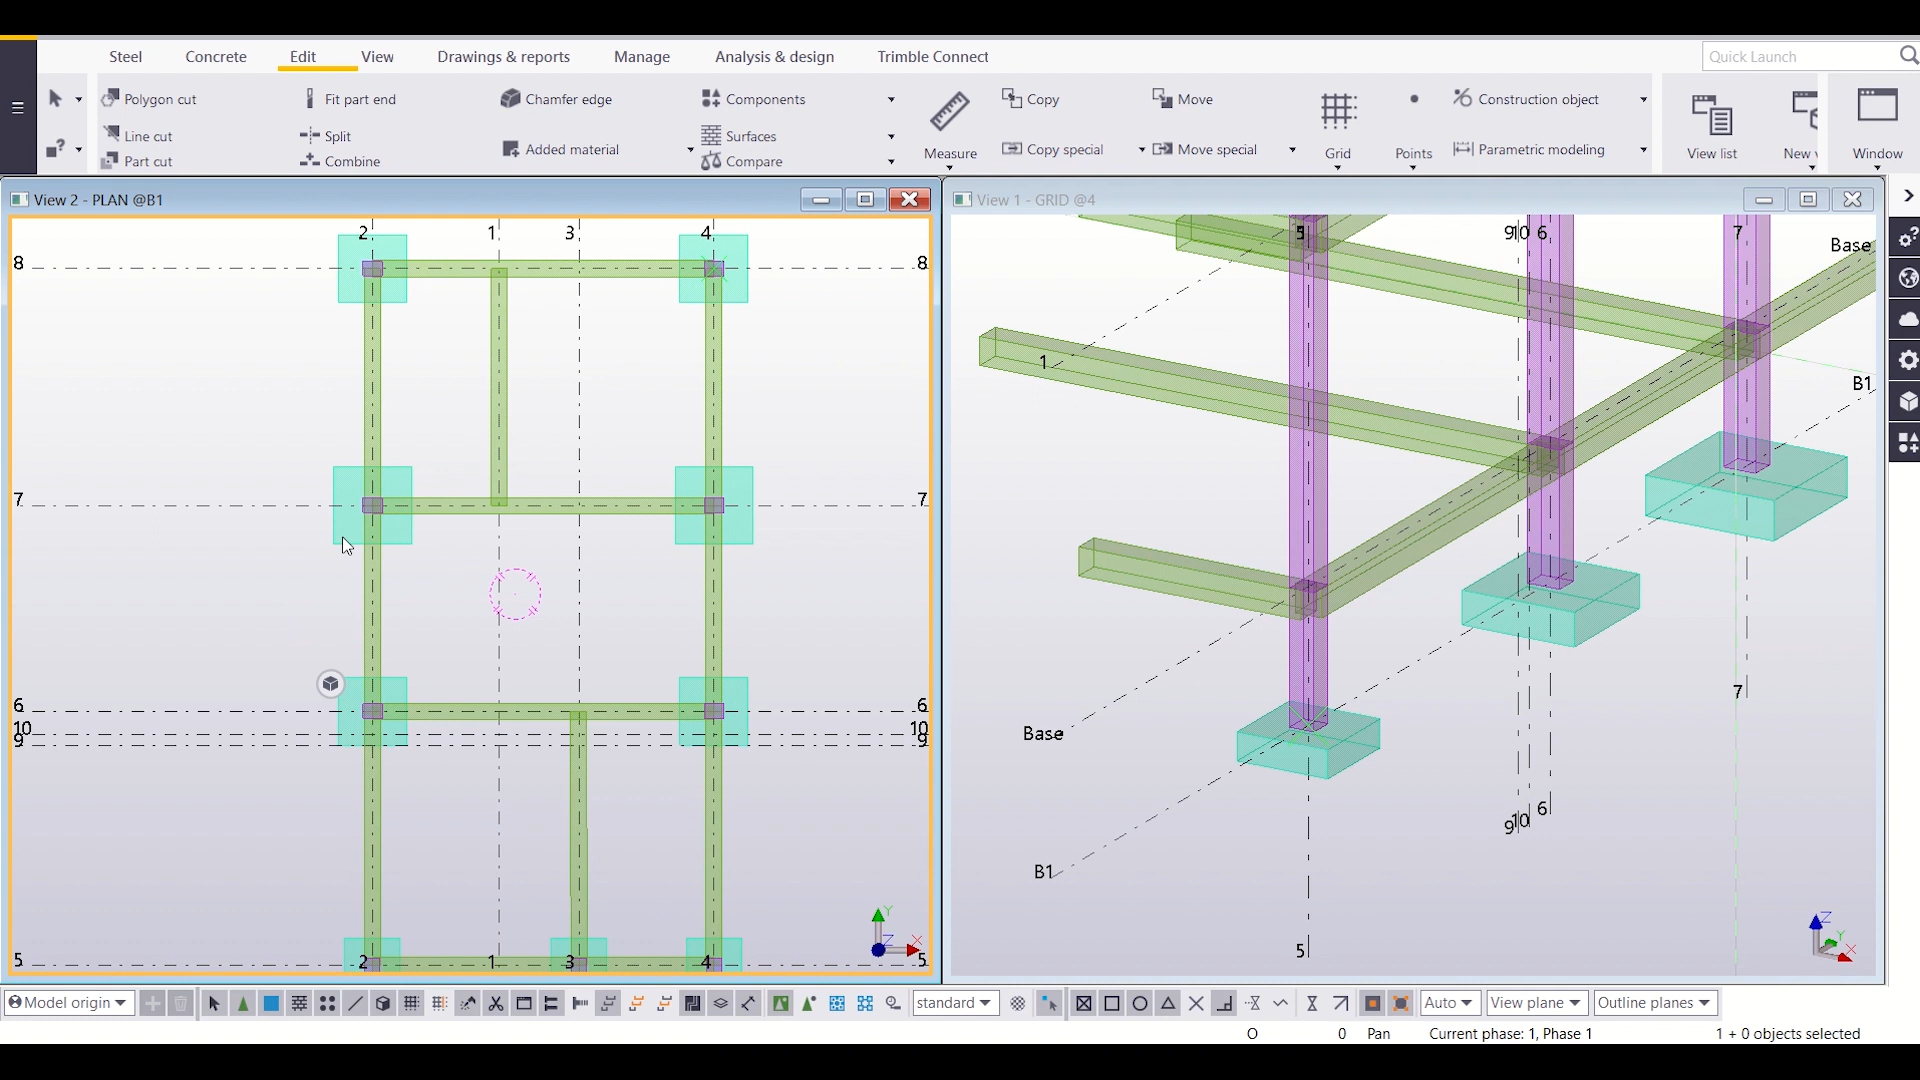 Steel Concrete Edit View Drawings & reports Manage Analysis & design Trimble Connect Quick Launch
Polygon cut Fit part end Chamfer edge Components Copy Move Construction object
Line cut Split Surfaces
Added material Measure Copy special Move special Grid Points Parametric modeling View list New Window
Part cut Combine Compare
View 2 - PLAN @B1
2 1 3 4
8 8
7 7
6 6
10 10
9 9
5 2 1 3 4 5
Z Y X
View 1 - GRID @4
5 9 10 6 7 Base
1
B1
7
Base
9 10 6
B1
5
Z Y X
Model origin standard Auto View plane Outline planes
O 0 Pan Current phase: 1, Phase 1 1 + 0 objects selected